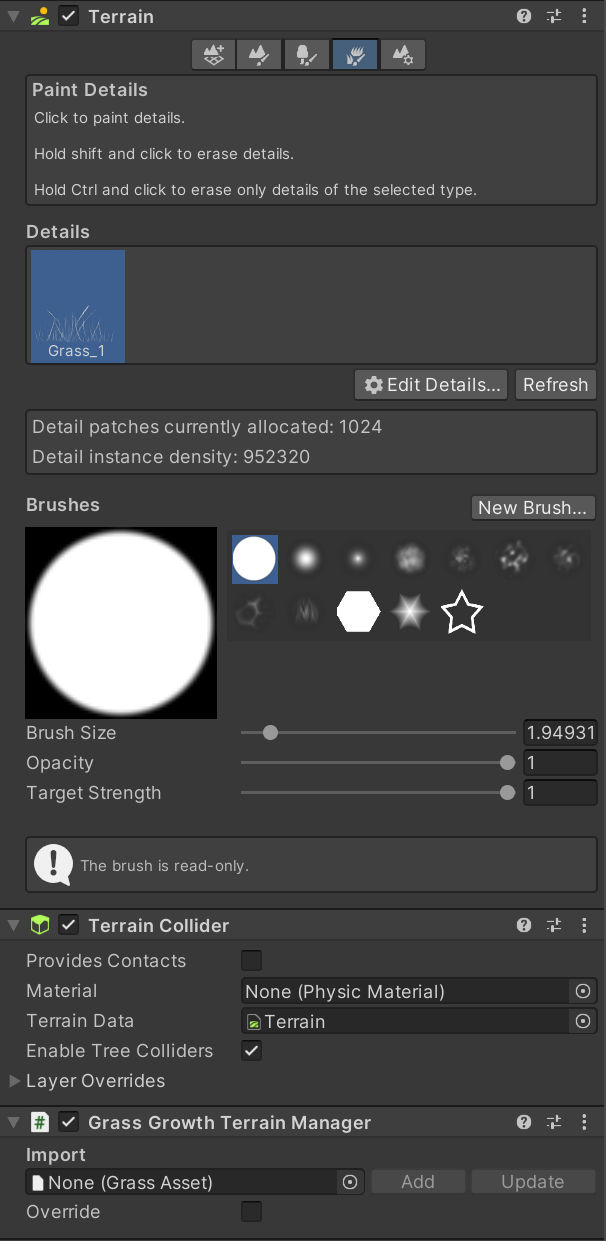 Terrain
Paint Details
Click to paint details.
Hold shift and click to erase details.
Hold Ctrl and click to erase only details of the selected type.
Details
Grass_1
Edit Details...
Refresh
Detail patches currently allocated: 1024
Detail instance density: 952320
Brushes
New Brush...
Brush Size 1.94931
Opacity 1
Target Strength 1
The brush is read-only.
Terrain Collider
Provides Contacts
Material None (Physic Material)
Terrain Data Terrain
Enable Tree Colliders
Layer Overrides
# Grass Growth Terrain Manager
Import
None (Grass Asset) Add Update
Override